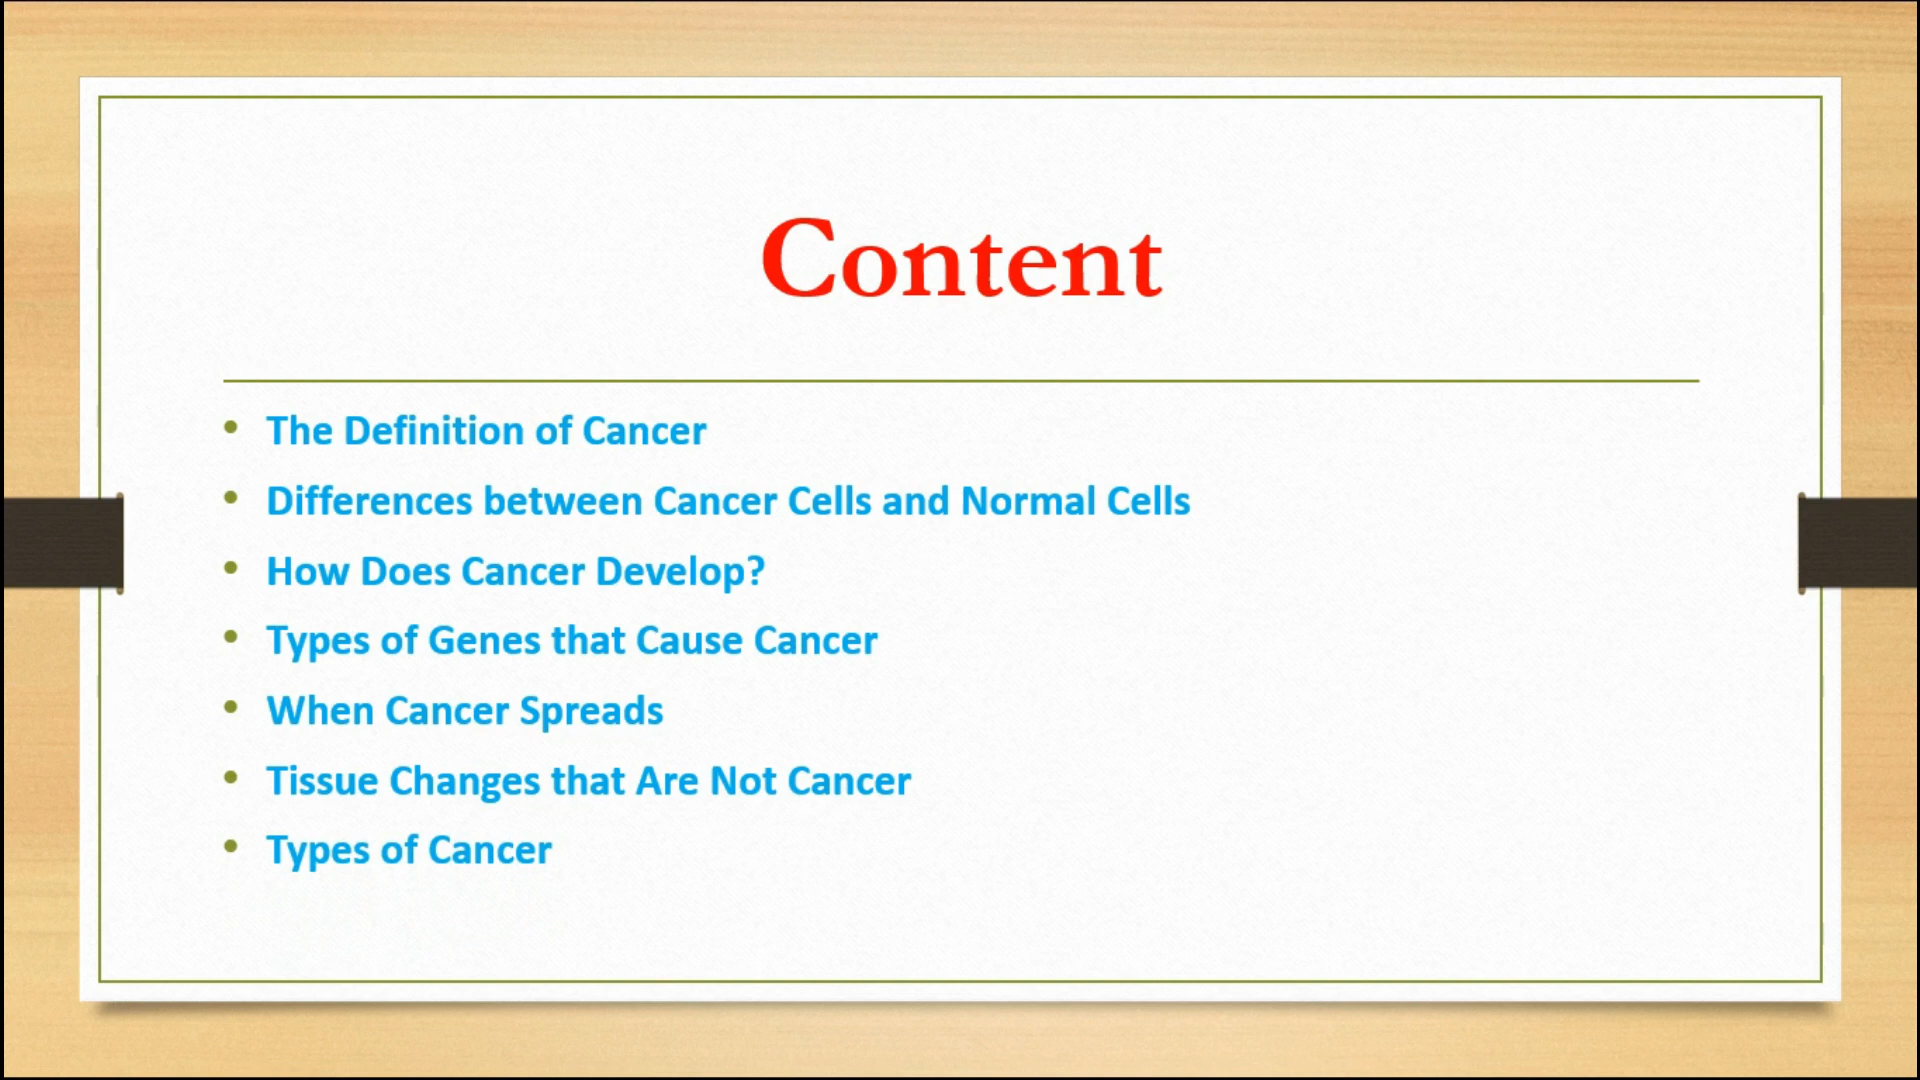 Content
• The Definition of Cancer
• Differences between Cancer Cells and Normal Cells
• How Does Cancer Develop?
• Types of Genes that Cause Cancer
• When Cancer Spreads
• Tissue Changes that Are Not Cancer
• Types of Cancer